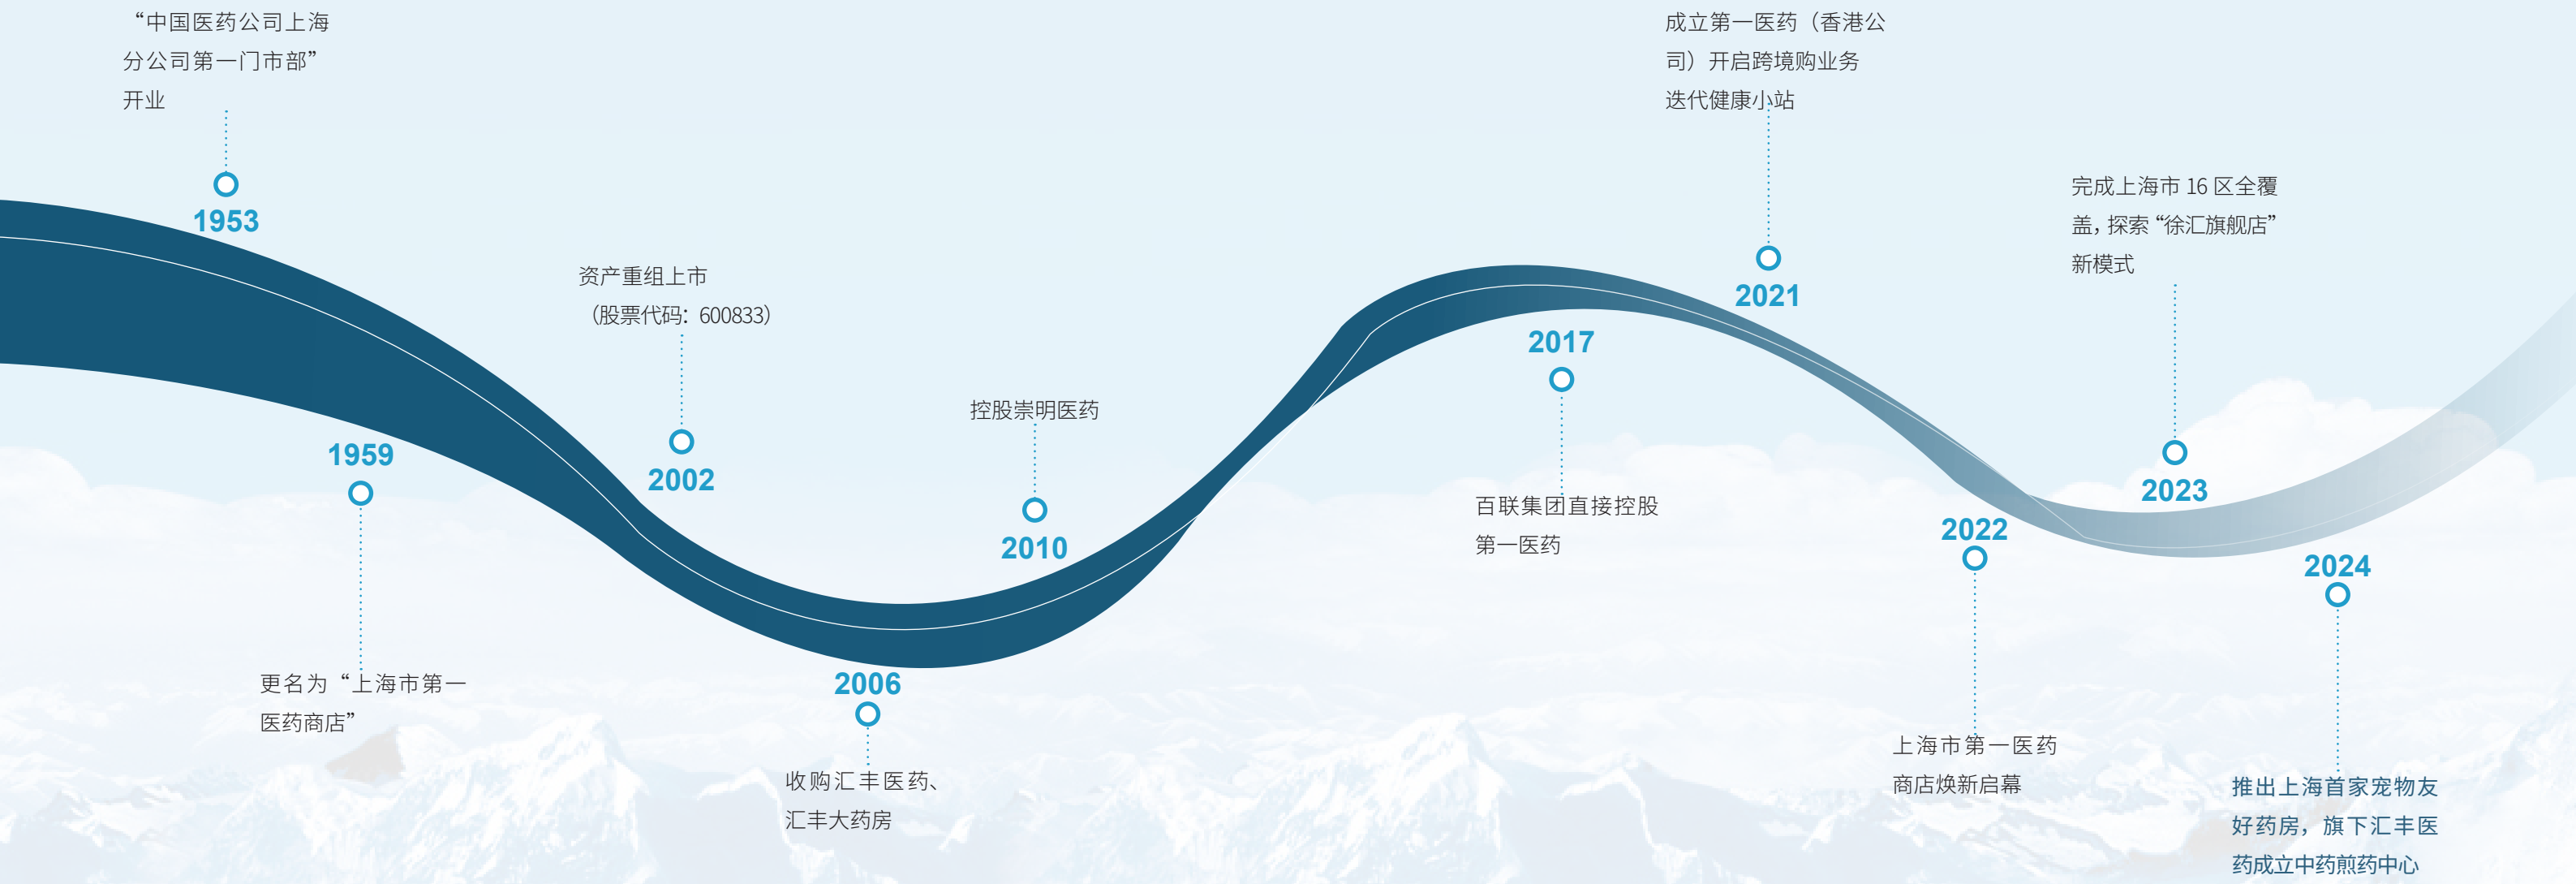 “中国医药公司上海
分公司第一门市部”
开业
1953
1959
更名为“上海市第一
医药商店”
资产重组上市
（股票代码：600833）
2002
2006
收购汇丰医药、
汇丰大药房
控股崇明医药
2010
2017
百联集团直接控股
第一医药
成立第一医药（香港公
司）开启跨境购业务
迭代健康小站
2021
2022
上海市第一医药
商店焕新启幕
完成上海市 16 区全覆
盖，探索“徐汇旗舰店”
新模式
2023
2024
推出上海首家宠物友
好药房，旗下汇丰医
药成立中药煎药中心